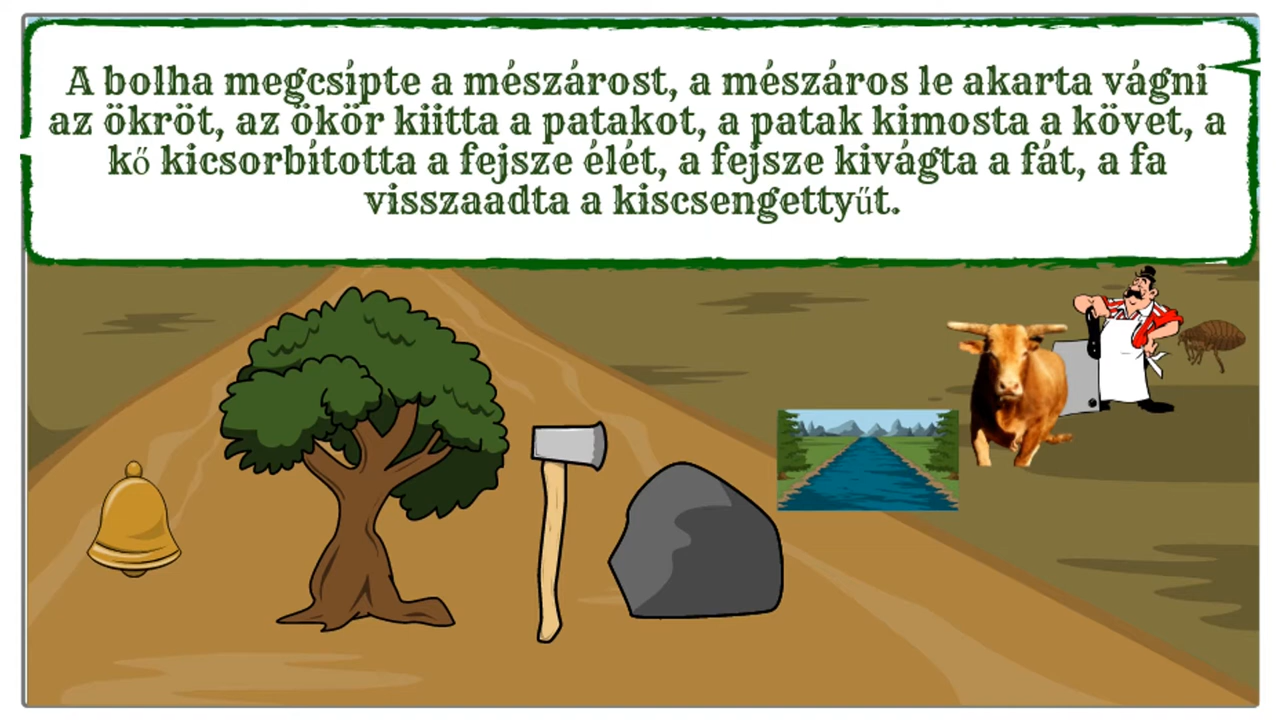 A bolha megcsípte a mészárost, a mészáros le akarta vágni
az ökröt, az ökör kiitta a patakot, a patak kimosta a követ, a
kő kicsorbította a fejsze élét, a fejsze kivágta a fát, a fa
visszaadta a kiscsengettyűt.